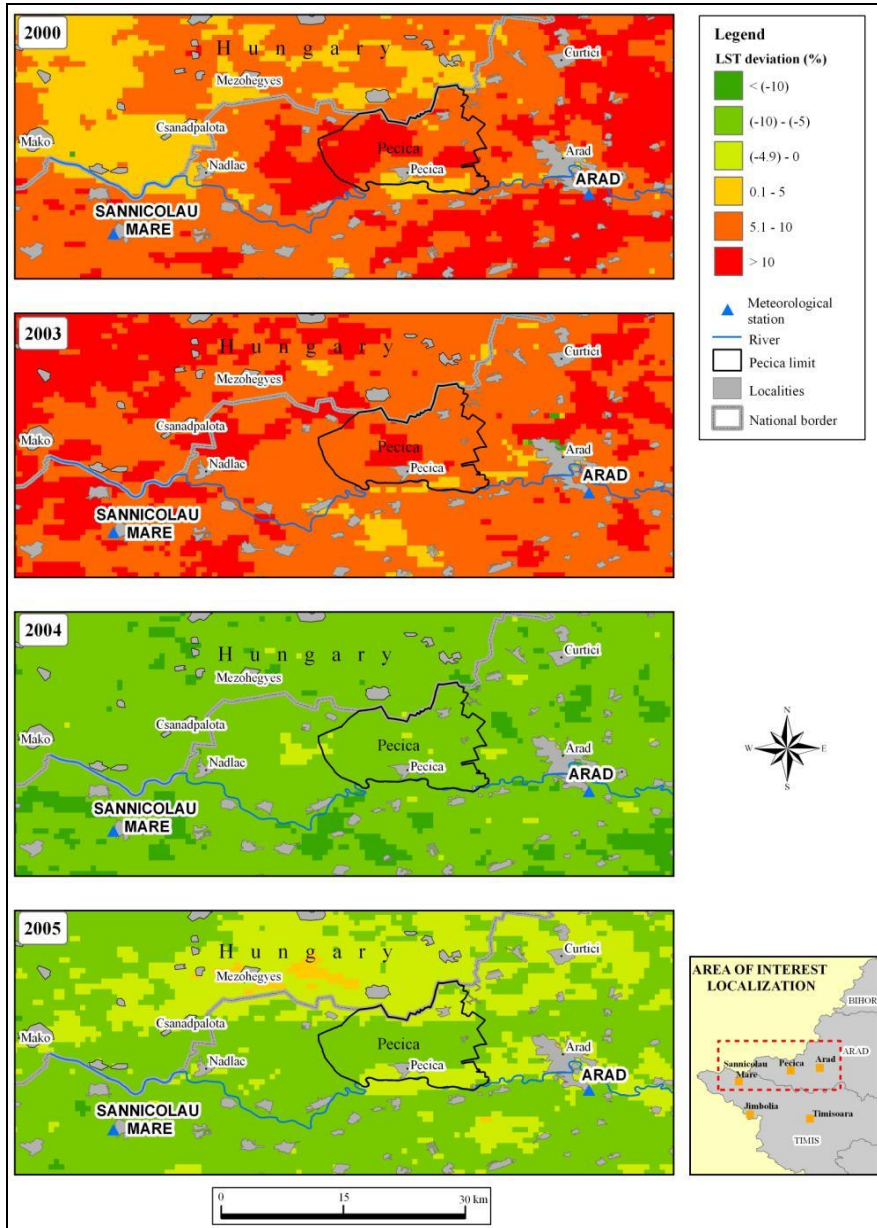 2000
Hungary
Mezohegyes
Curtici
Csanadpalota
Mako
Nadlac
Pecica
Pecica
Arad
ARAD
SANNICOLAU
MARE
2003
Hungary
Mezohegyes
Curtici
Csanadpalota
Mako
Nadlac
Pecica
Pecica
Arad
ARAD
SANNICOLAU
MARE
2004
Hungary
Mezohegyes
Curtici
Csanadpalota
Mako
Nadlac
Pecica
Pecica
Arad
ARAD
SANNICOLAU
MARE
2005
Hungary
Mezohegyes
Curtici
Csanadpalota
Mako
Nadlac
Pecica
Pecica
Arad
ARAD
SANNICOLAU
MARE
0 15 30 km
Legend
LST deviation (%)
< (-10)
(-10) - (-5)
(-4.9) - 0
0.1 - 5
5.1 - 10
> 10
Meteorological
station
River
Pecica limit
Localities
National border
N
W E
S
AREA OF INTEREST
LOCALIZATION
BIHOR
ARAD
Sannicolau
Mare
Pecica
Arad
Jimbolia
Timisoara
TIMIS